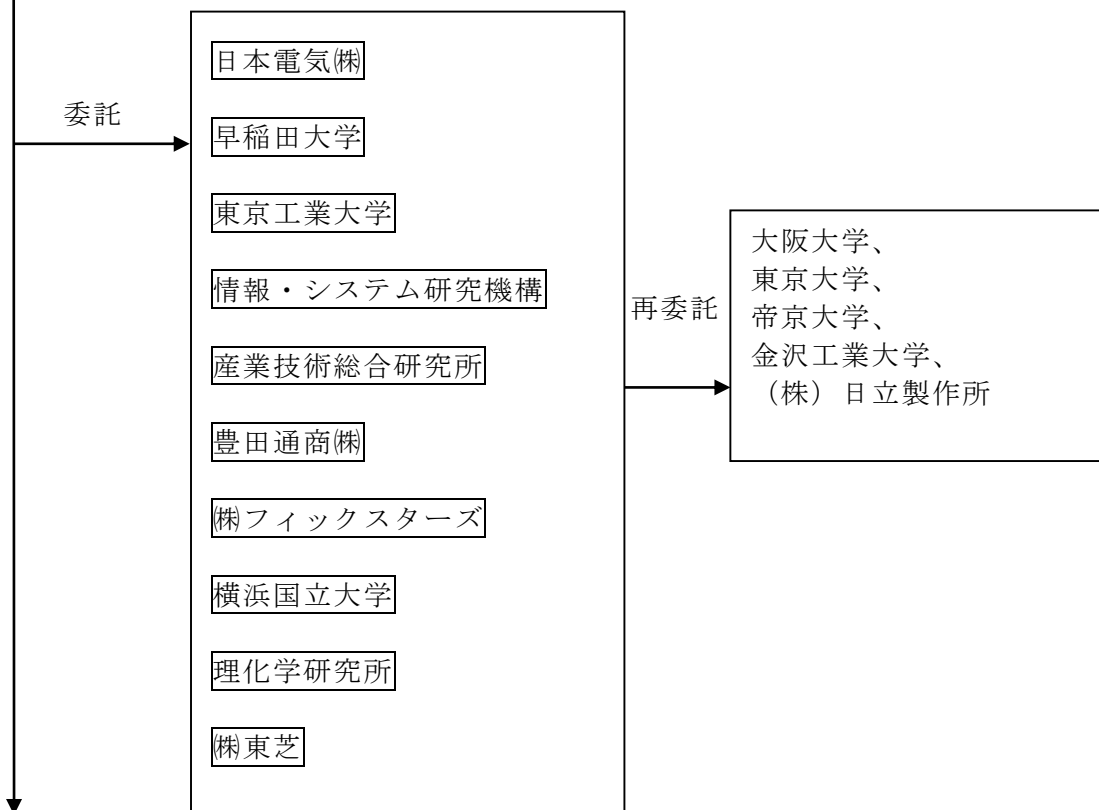 委託
日本電気㈱
早稲田大学
東京工業大学
情報・システム研究機構
産業技術総合研究所
豊田通商㈱
㈱フィックスターズ
横浜国立大学
理化学研究所
㈱東芝
再委託
大阪大学、
東京大学、
帝京大学、
金沢工業大学、
（株）日立製作所